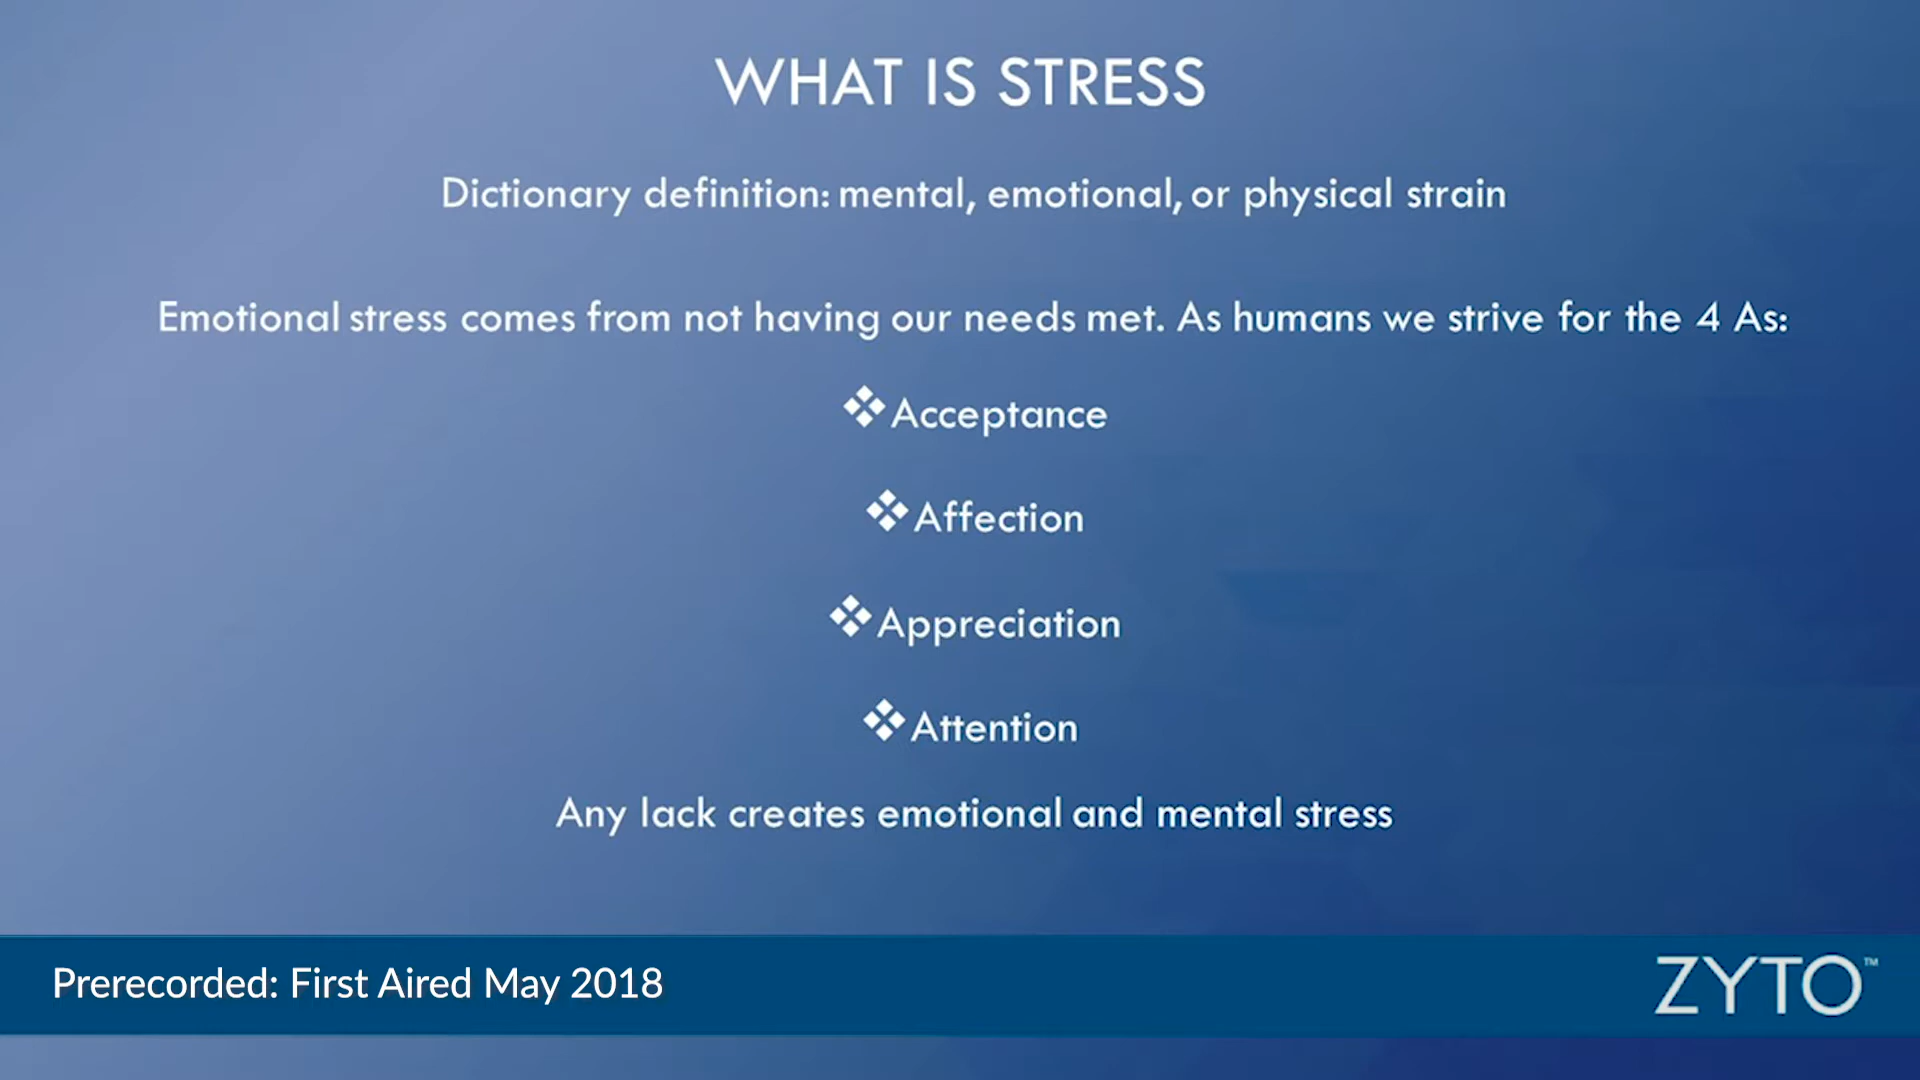 WHAT IS STRESS
Dictionary definition: mental, emotional, or physical strain
Emotional stress comes from not having our needs met. As humans we strive for the 4 As:
❖Acceptance
❖Affection
❖Appreciation
❖Attention
Any lack creates emotional and mental stress
Prerecorded: First Aired May 2018
ZYTO™